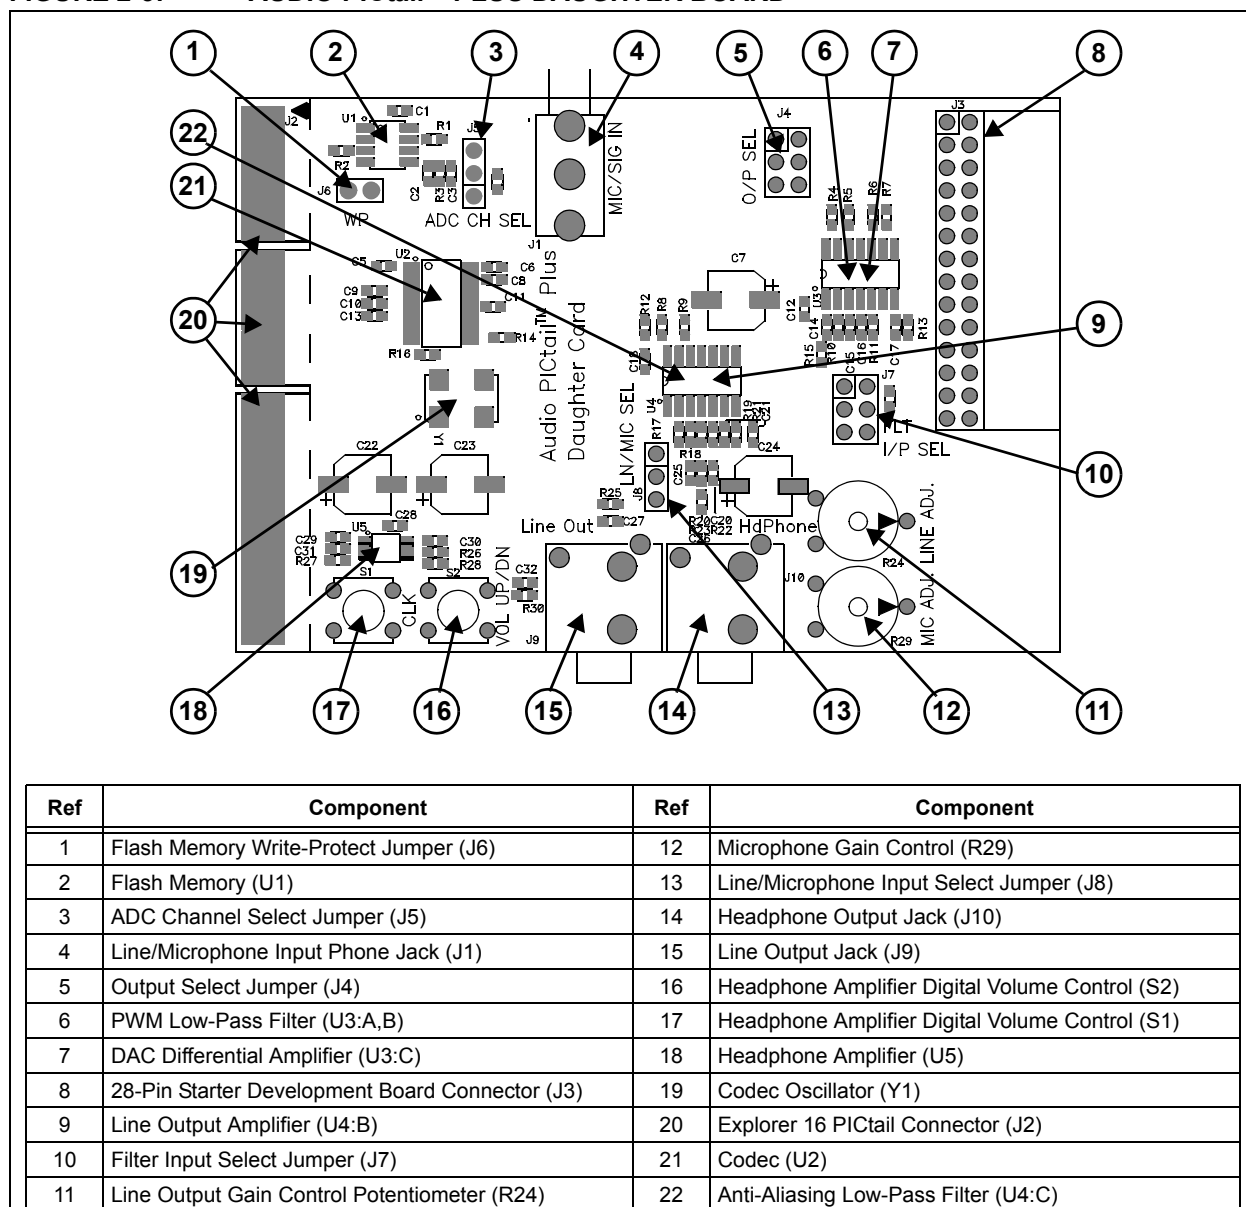 1 2 3 4 5 6 7 8
J2
U1
C1
R1
J5
R2
J6
WP
C2
R3
C3
ADC CH SEL
MIC/SIG IN
J1
J4
O/P SEL
J3
R4
R5
R6
R7
22
21
20
C5
U2
C6
C9
C10
C13
C11
R14
R16
Y1
Audio PICtail™ Plus
Daughter Card
C7
R12
R8
R9
C12
U3
C14
R15
R10
C15
C16
R11
C17
R13
9
U4
LN/MIC SEL
R17
R19
R21
C21
J7
I/P SEL
10
C22
C23
R18
C25
C24
J8
R25
C27
R20
C20
R23
R22
C26
Line Out
HdPhone
C28
U5
C29
C31
R27
C30
R26
R28
S1
S2
CLK
VOL UP/DN
C32
R30
J9
J10
R24
R29
MIC ADJ. LINE ADJ.
19
18 17 16 15 14 13 12 11
Ref Component Ref Component
1 Flash Memory Write-Protect Jumper (J6) 12 Microphone Gain Control (R29)
2 Flash Memory (U1) 13 Line/Microphone Input Select Jumper (J8)
3 ADC Channel Select Jumper (J5) 14 Headphone Output Jack (J10)
4 Line/Microphone Input Phone Jack (J1) 15 Line Output Jack (J9)
5 Output Select Jumper (J4) 16 Headphone Amplifier Digital Volume Control (S2)
6 PWM Low-Pass Filter (U3:A,B) 17 Headphone Amplifier Digital Volume Control (S1)
7 DAC Differential Amplifier (U3:C) 18 Headphone Amplifier (U5)
8 28-Pin Starter Development Board Connector (J3) 19 Codec Oscillator (Y1)
9 Line Output Amplifier (U4:B) 20 Explorer 16 PICtail Connector (J2)
10 Filter Input Select Jumper (J7) 21 Codec (U2)
11 Line Output Gain Control Potentiometer (R24) 22 Anti-Aliasing Low-Pass Filter (U4:C)